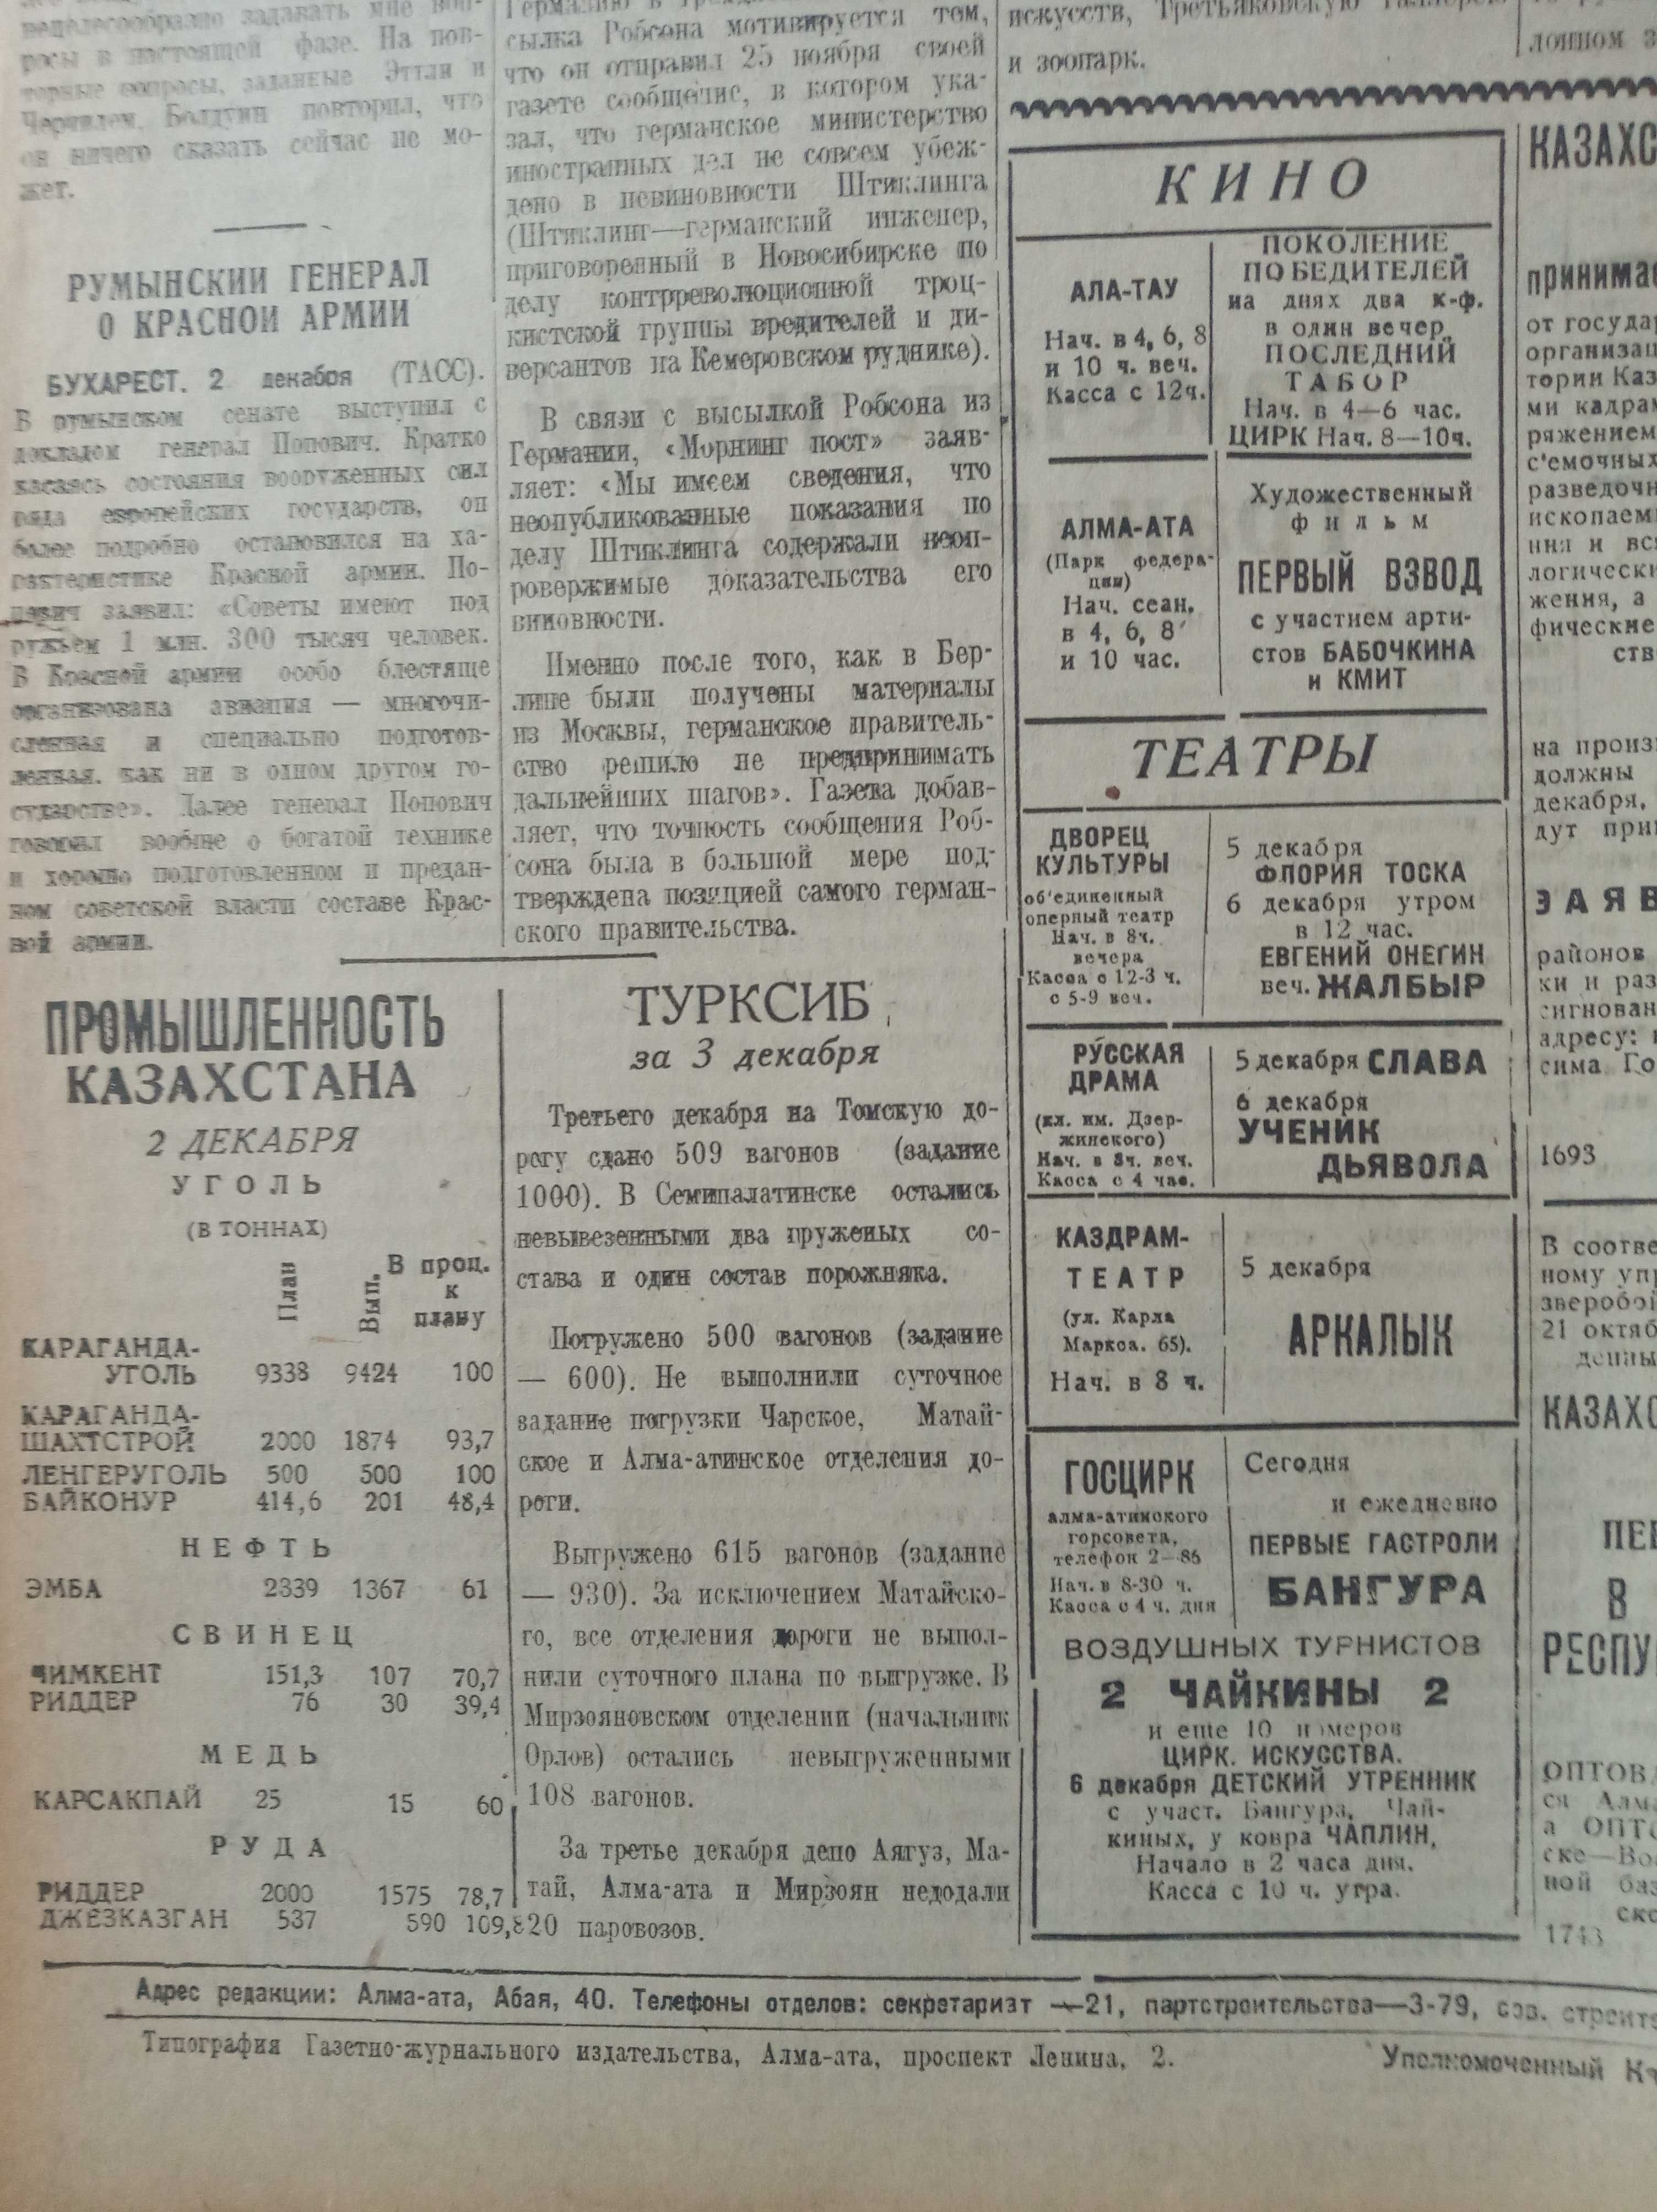 росы в настоящей фазе. На пов-
торные вопросы, заданные Эттли и
Черчилем, Болдуин повторил, что
он ничего сказать сейчас не мо-
жет.
РУМЫНСКИЙ ГЕНЕРАЛ
О КРАСНОЙ АРМИИ
БУХАРЕСТ. 2 декабря (ТАСС).
В румынском сенате выступил с
докладом генерал Попович. Кратко
касаясь состояния вооруженных сил
ряда европейских государств, он
более подробно остановился на ха-
рактеристике Красной армии. По-
пович заявил: «Советы имеют под
ружьем 1 млн. 300 тысяч человек.
В Красной армии особо блестяще
организована авиация — многочи-
сленная и специально подготов-
ленная, как ни в одном другом го-
сударстве». Далее генерал Попович
говорил вообще о богатой технике
и хорошо подготовленном и предан-
ном советской власти составе Крас-
ной армии.
сылка Робсона мотивируется тем,
что он отправил 25 ноября своей
газете сообщение, в котором ука-
зал, что германское министерство
иностранных дел не совсем убеж-
дено в невиновности Штиклинга
(Штиклинг—германский инженер,
приговоренный в Новосибирске по
делу контрреволюционной троц-
кистской группы вредителей и ди-
версантов на Кемеровском руднике).
В связи с высылкой Робсона из
Германии, «Морнинг пост» заяв-
ляет: «Мы имеем сведения, что
неопубликованные показания по
делу Штиклинга содержали неоп-
ровержимые доказательства его
виновности.
Именно после того, как в Бер-
лине были получены материалы
из Москвы, германское правитель-
ство решило не предпринимать
дальнейших шагов». Газета добав-
ляет, что точность сообщения Роб-
сона была в большой мере под-
тверждена позицией самого герман-
ского правительства.
ПРОМЫШЛЕННОСТЬ
КАЗАХСТАНА
2 ДЕКАБРЯ
УГОЛЬ
(В ТОННАХ)
План Вып. В проц. к плану
КАРАГАНДА-
УГОЛЬ 9338 9424 100
КАРАГАНДА-
ШАХТСТРОЙ 2000 1874 93,7
ЛЕНГЕРУГОЛЬ 500 500 100
БАЙКОНУР 414,6 201 48,4
НЕФТЬ
ЭМБА 2339 1367 61
СВИНЕЦ
ЧИМКЕНТ 151,3 107 70,7
РИДДЕР 76 30 39,4
МЕДЬ
КАРСАКПАЙ 25 15 60
РУДА
РИДДЕР 2000 1575 78,7
ДЖЕЗКАЗГАН 537 590 109,8
ТУРКСИБ
за 3 декабря
Третьего декабря на Томскую до-
рогу сдано 509 вагонов (задание
1000). В Семипалатинске остались
невывезенными два груженых со-
става и один состав порожняка.
Погружено 500 вагонов (задание
— 600). Не выполнили суточное
задание погрузки Чарское, Матай-
ское и Алма-атинское отделения до-
роги.
Выгружено 615 вагонов (задание
— 930). За исключением Матайско-
го, все отделения дороги не выпол-
нили суточного плана по выгрузке. В
Мирзояновском отделении (начальник
Орлов) остались невыгруженными
108 вагонов.
За третье декабря депо Аягуз, Ма-
тай, Алма-ата и Мирзоян недодали
20 паровозов.
искусств, Третьяковскую галлерею
и зоопарк.
КИНО
АЛА-ТАУ
Нач. в 4, 6, 8
и 10 ч. веч.
Касса с 12ч.
ПОКОЛЕНИЕ
ПОБЕДИТЕЛЕЙ
на днях два к-ф.
в один вечер
ПОСЛЕДНИЙ
ТАБОР
Нач. в 4—6 час.
ЦИРК Нач. 8—10ч.
АЛМА-АТА
(Парк федера-
ции)
Нач. сеан.
в 4, 6, 8
и 10 час.
Художественный
фильм
ПЕРВЫЙ ВЗВОД
с участием арти-
стов БАБОЧКИНА
и КМИТ
ТЕАТРЫ
ДВОРЕЦ
КУЛЬТУРЫ
об'единенный
оперный театр
Нач. в 8ч.
вечера
Касса с 12-3 ч.
с 5-9 веч.
5 декабря
ФЛОРИЯ ТОСКА
6 декабря утром
в 12 час.
ЕВГЕНИЙ ОНЕГИН
веч. ЖАЛБЫР
РУССКАЯ
ДРАМА
(кл. им. Дзер-
жинского)
Нач. в 8ч. веч.
Касса с 4 час.
5 декабря СЛАВА
6 декабря
УЧЕНИК
ДЬЯВОЛА
КАЗДРАМ-
ТЕАТР
(ул. Карла
Маркса. 65).
Нач. в 8 ч.
5 декабря
АРКАЛЫК
ГОСЦИРК
алма-атинского
горсовета,
телефон 2—86
Нач. в 8-30 ч.
Касса с 4 ч. дня
Сегодня
и ежедневно
ПЕРВЫЕ ГАСТРОЛИ
БАНГУРА
ВОЗДУШНЫХ ТУРНИСТОВ
2 ЧАЙКИНЫ 2
и еще 10 номеров
ЦИРК. ИСКУССТВА.
6 декабря ДЕТСКИЙ УТРЕННИК
с участ. Бангура, Чай-
киных, у ковра ЧАПЛИН,
Начало в 2 часа дня.
Касса с 10 ч. утра.
КАЗАХС
принимае
от госуда
организац
тории Каз
ми кадра
ряжением
с'емочных
разведочн
ископаем
ния и вс
логически
жения, а
фические
ств
на произ
должны
декабря,
дут при
ЗАЯВ
районов
ки и раз
сигнован
адресу:
сима. Го
1693
В соотве
ному упр
зверобой
21 октяб
денны
КАЗАХС
ПЕ
В
РЕСПУ
ОПТОВ
ся Алм
а ОПТ
ске—Во
ной баз
ско
1743
Адрес редакции: Алма-ата, Абая, 40. Телефоны отделов: секретариат —21, партстроительства—3-79, сов. строит
Типография Газетно-журнального издательства, Алма-ата, проспект Ленина, 2.
Уполкомоченный